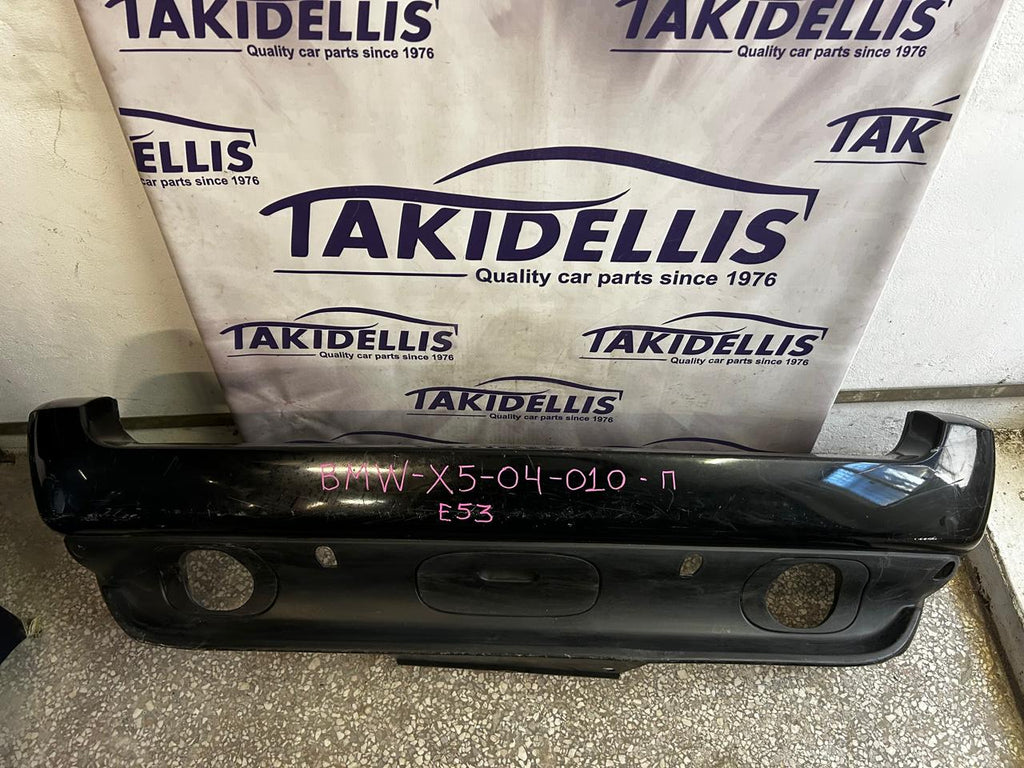 TAKIDELLIS
Quality car parts since 1976
TAKIDELLIS
Quality car parts since 1976
ELLIS
car parts since 1976
TAK
TAKIDELLIS
Quality car parts since 1976
TAKIDELLIS
Quality car parts since 1976
TAKIDELLIS
Quality car parts since 1976
TAKIDELLIS
Quality car parts since 1976
BMW-X5-04-010-П
E53